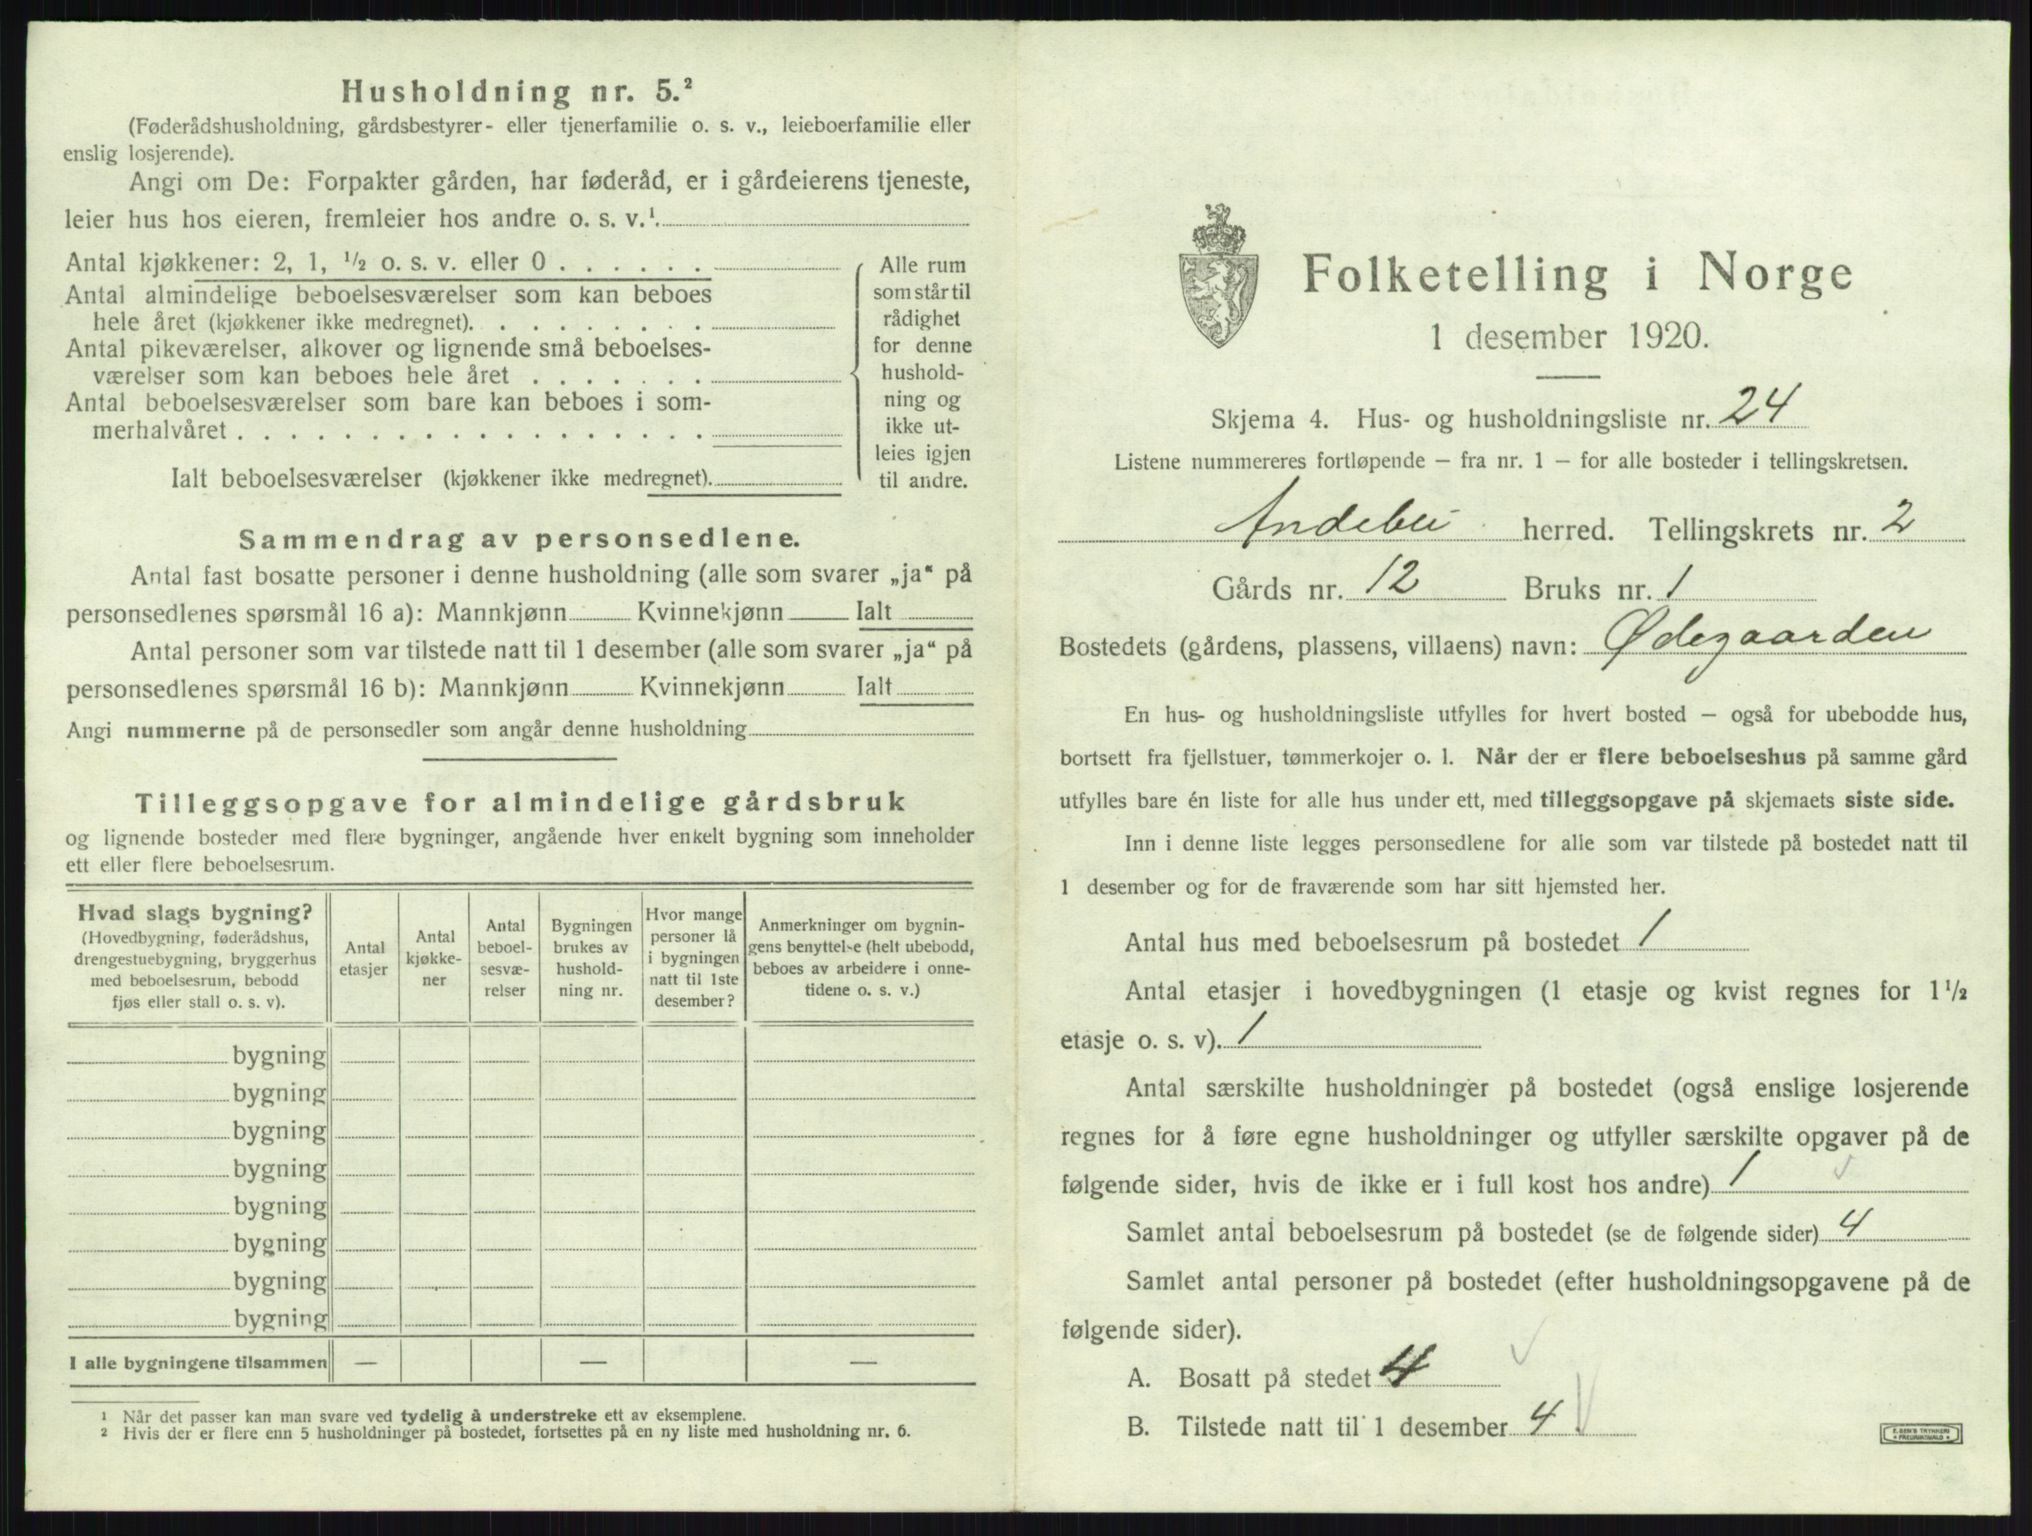 Husholdning nr. 5.²
(Føderådshusholdning, gårdsbestyrer- eller tjenerfamilie o. s. v., leieboerfamilie eller
enslig losjerende).
Angi om De: Forpakter gården, har føderåd, er i gårdeierens tjeneste,
leier hus hos eieren, fremleier hos andre o. s. v.¹.
Antal kjøkkener: 2, 1, ½ o. s. v. eller 0 . . . . . .
Antal almindelige beboelsesværelser som kan beboes
hele året (kjøkkener ikke medregnet). . . . . . . . .
Antal pikeværelser, alkover og lignende små beboelses-
værelser som kan beboes hele året . . . . . . .
Antal beboelsesværelser som bare kan beboes i som-
merhalvåret . . . . . . . . . . . . . . . . . .
Ialt beboelsesværelser (kjøkkener ikke medregnet).
Alle rum
som står til
rådighet
for denne
hushold-
ning og
ikke ut-
leies igjen
til andre.
Sammendrag av personsedlene.
Antal fast bosatte personer i denne husholdning (alle som svarer „ja“ på
personsedlenes spørsmål 16 a): Mannkjønn Kvinnekjønn Ialt
Antal personer som var tilstede natt til 1 desember (alle som svarer „ja“ på
personsedlenes spørsmål 16 b): Mannkjønn Kvinnekjønn Ialt
Angi nummerne på de personsedler som angår denne husholdning
Tilleggsopgave for almindelige gårdsbruk
og lignende bosteder med flere bygninger, angående hver enkelt bygning som inneholder
ett eller flere beboelsesrum.
Hvad slags bygning?
(Hovedbygning, føderådshus,
drengestuebygning, bryggerhus
med beboelsesrum, bebodd
fjøs eller stall o. s. v).
Antal
etasjer
Antal
kjøkke-
ner
Antal
beboel-
sesvæ-
relser
Bygningen
brukes av
hushold-
ning nr.
Hvor mange
personer lå
i bygningen
natt til 1ste
desember?
Anmerkninger om bygnin-
gens benyttelse (helt ubebodd,
beboes av arbeidere i onne-
tidene o. s. v.)
bygning
bygning
bygning
bygning
bygning
bygning
bygning
bygning
I alle bygningene tilsammen — — —
¹ Når det passer kan man svare ved tydelig å understreke ett av eksemplene.
² Hvis der er flere enn 5 husholdninger på bostedet, fortsettes på en ny liste med husholdning nr. 6.
Folketelling i Norge
1 desember 1920.
Skjema 4. Hus- og husholdningsliste nr. 24
Listene nummereres fortløpende — fra nr. 1 — for alle bosteder i tellingskretsen.
Andebu herred. Tellingskrets nr. 2
Gårds nr. 12 Bruks nr. 1
Bostedets (gårdens, plassens, villaens) navn: Ødegaarden
En hus- og husholdningsliste utfylles for hvert bosted — også for ubebodde hus,
bortsett fra fjellstuer, tømmerkojer o. l. Når der er flere beboelseshus på samme gård
utfylles bare én liste for alle hus under ett, med tilleggsopgave på skjemaets siste side.
Inn i denne liste legges personsedlene for alle som var tilstede på bostedet natt til
1 desember og for de fraværende som har sitt hjemsted her.
Antal hus med beboelsesrum på bostedet 1
Antal etasjer i hovedbygningen (1 etasje og kvist regnes for 1½
etasje o. s. v). 1
Antal særskilte husholdninger på bostedet (også enslige losjerende
regnes for å føre egne husholdninger og utfyller særskilte opgaver på de
følgende sider, hvis de ikke er i full kost hos andre) 1
Samlet antal beboelsesrum på bostedet (se de følgende sider) 4
Samlet antal personer på bostedet (efter husholdningsopgavene på de
følgende sider).
A. Bosatt på stedet 4
B. Tilstede natt til 1 desember 4